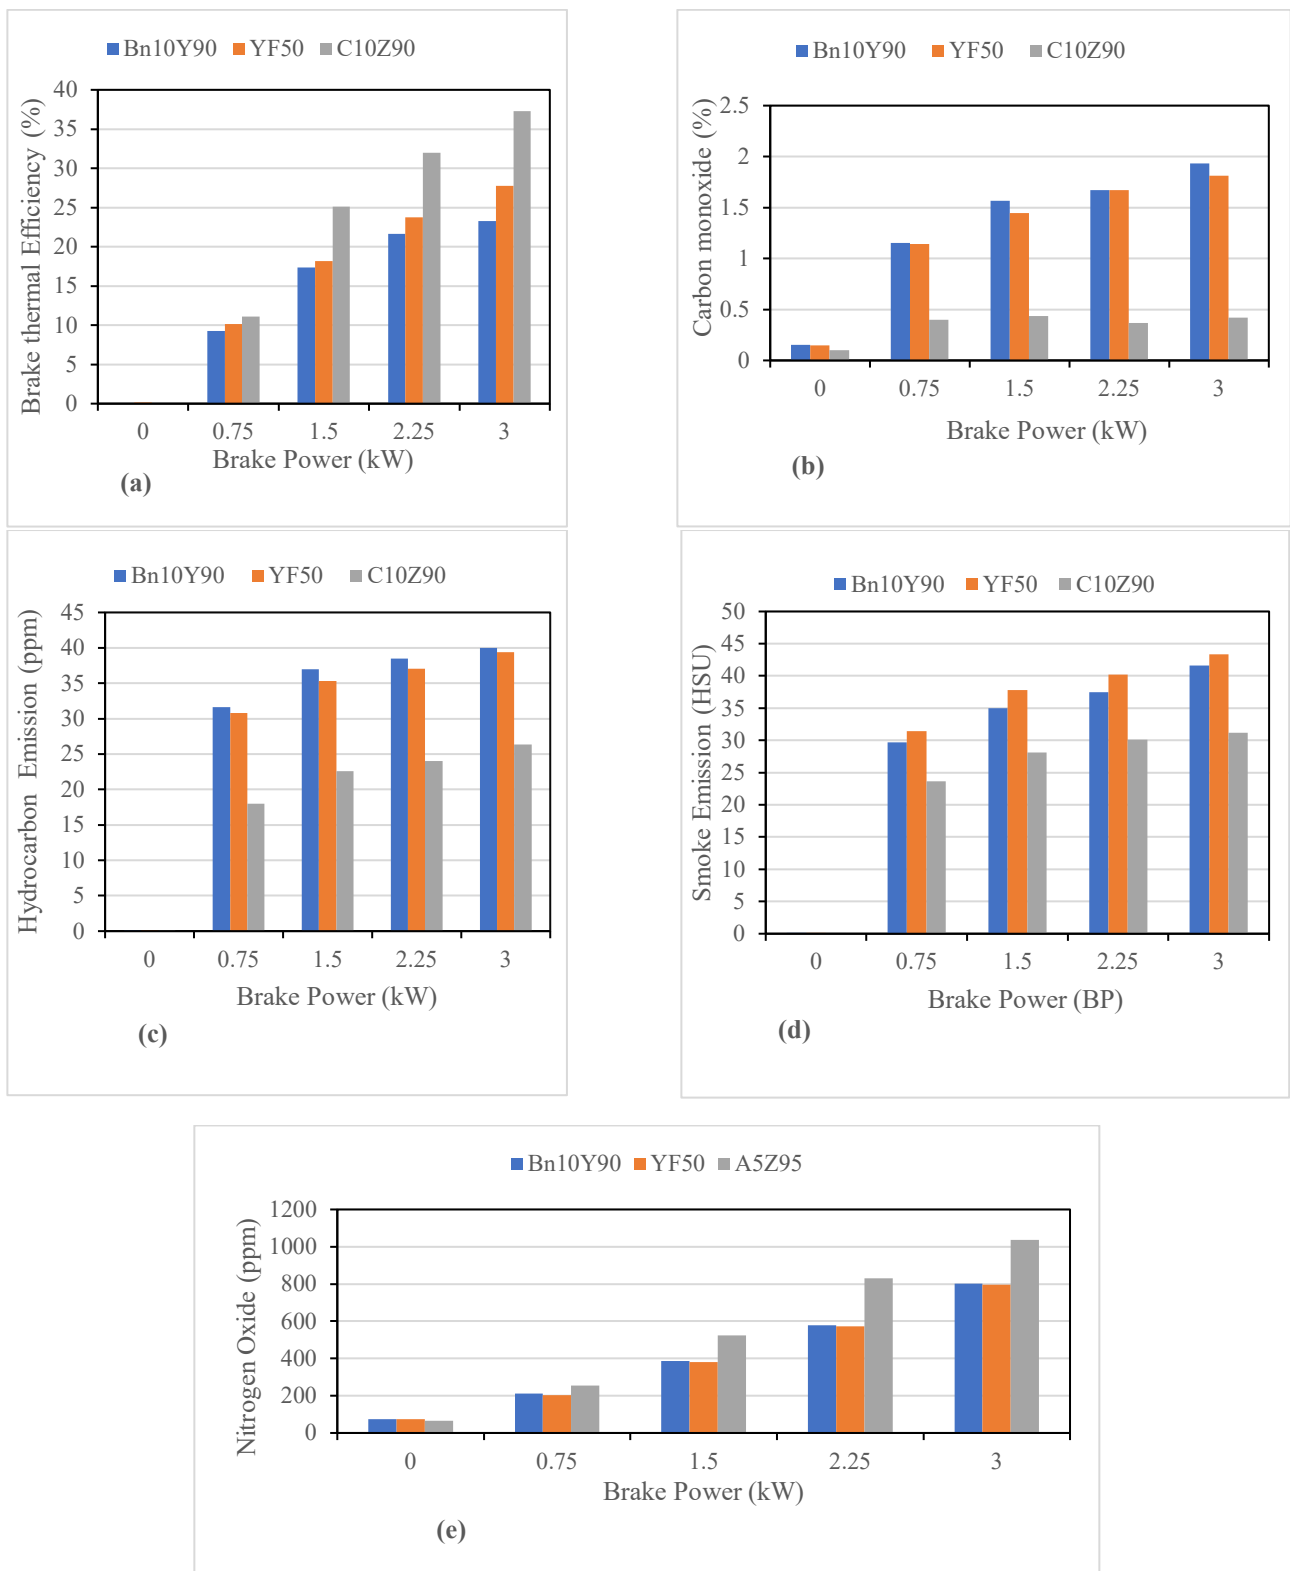 Bn10Y90 YF50 C10Z90
Brake thermal Efficiency (%)
40
35
30
25
20
15
10
5
0
0 0.75 1.5 2.25 3
Brake Power (kW)
(a)
Bn10Y90 YF50 C10Z90
Carbon monoxide (%)
2.5
2
1.5
1
0.5
0
0 0.75 1.5 2.25 3
Brake Power (kW)
(b)
Bn10Y90 YF50 C10Z90
Hydrocarbon Emission (ppm)
45
40
35
30
25
20
15
10
5
0
0 0.75 1.5 2.25 3
Brake Power (kW)
(c)
Bn10Y90 YF50 C10Z90
Smoke Emission (HSU)
50
45
40
35
30
25
20
15
10
5
0
0 0.75 1.5 2.25 3
Brake Power (BP)
(d)
Bn10Y90 YF50 A5Z95
Nitrogen Oxide (ppm)
1200
1000
800
600
400
200
0
0 0.75 1.5 2.25 3
Brake Power (kW)
(e)